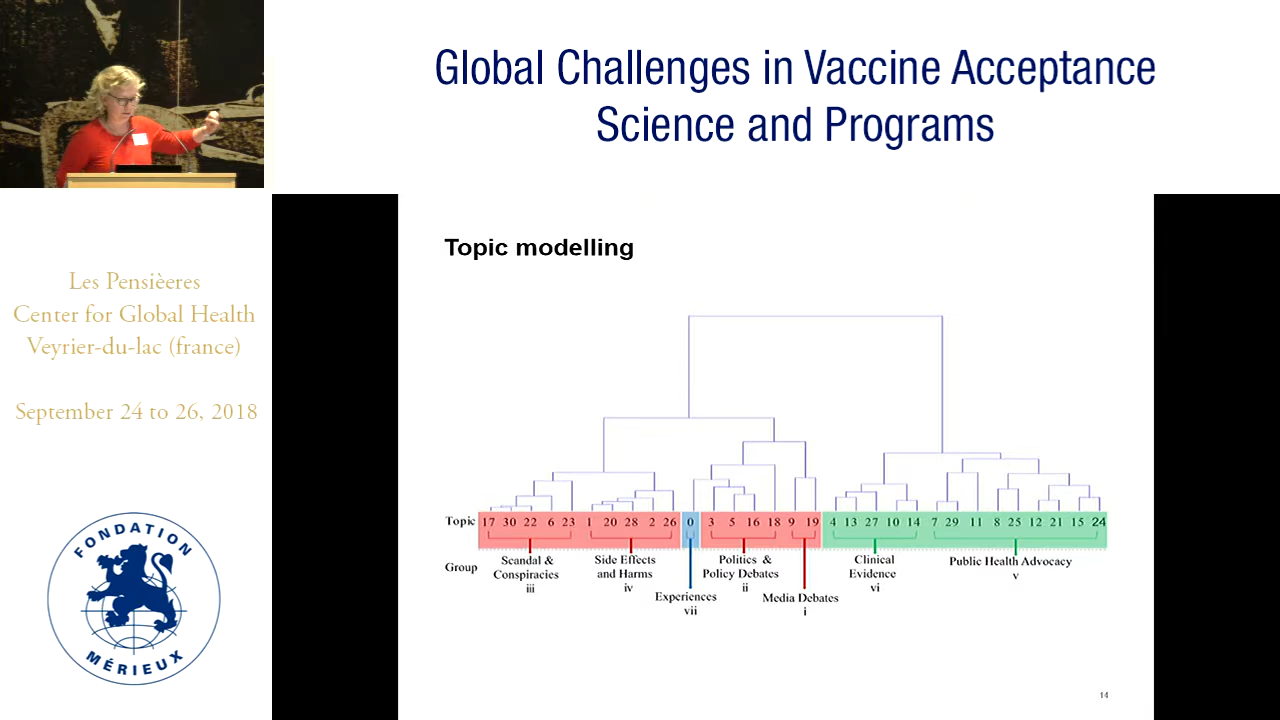 Global Challenges in Vaccine Acceptance
Science and Programs
Les Pensièeres
Center for Global Health
Veyrier-du-lac (france)
September 24 to 26, 2018
FONDATION
MÉRIEUX
Topic modelling
Topic 17 30 22 6 23 1 20 28 2 26 0 3 5 16 18 9 19 4 13 27 10 14 7 29 11 8 25 12 21 15 24
Group
Scandal &
Conspiracies
iii
Side Effects
and Harms
iv
Experiences
vii
Politics &
Policy Debates
ii
Media Debates
i
Clinical
Evidence
vi
Public Health Advocacy
v
14